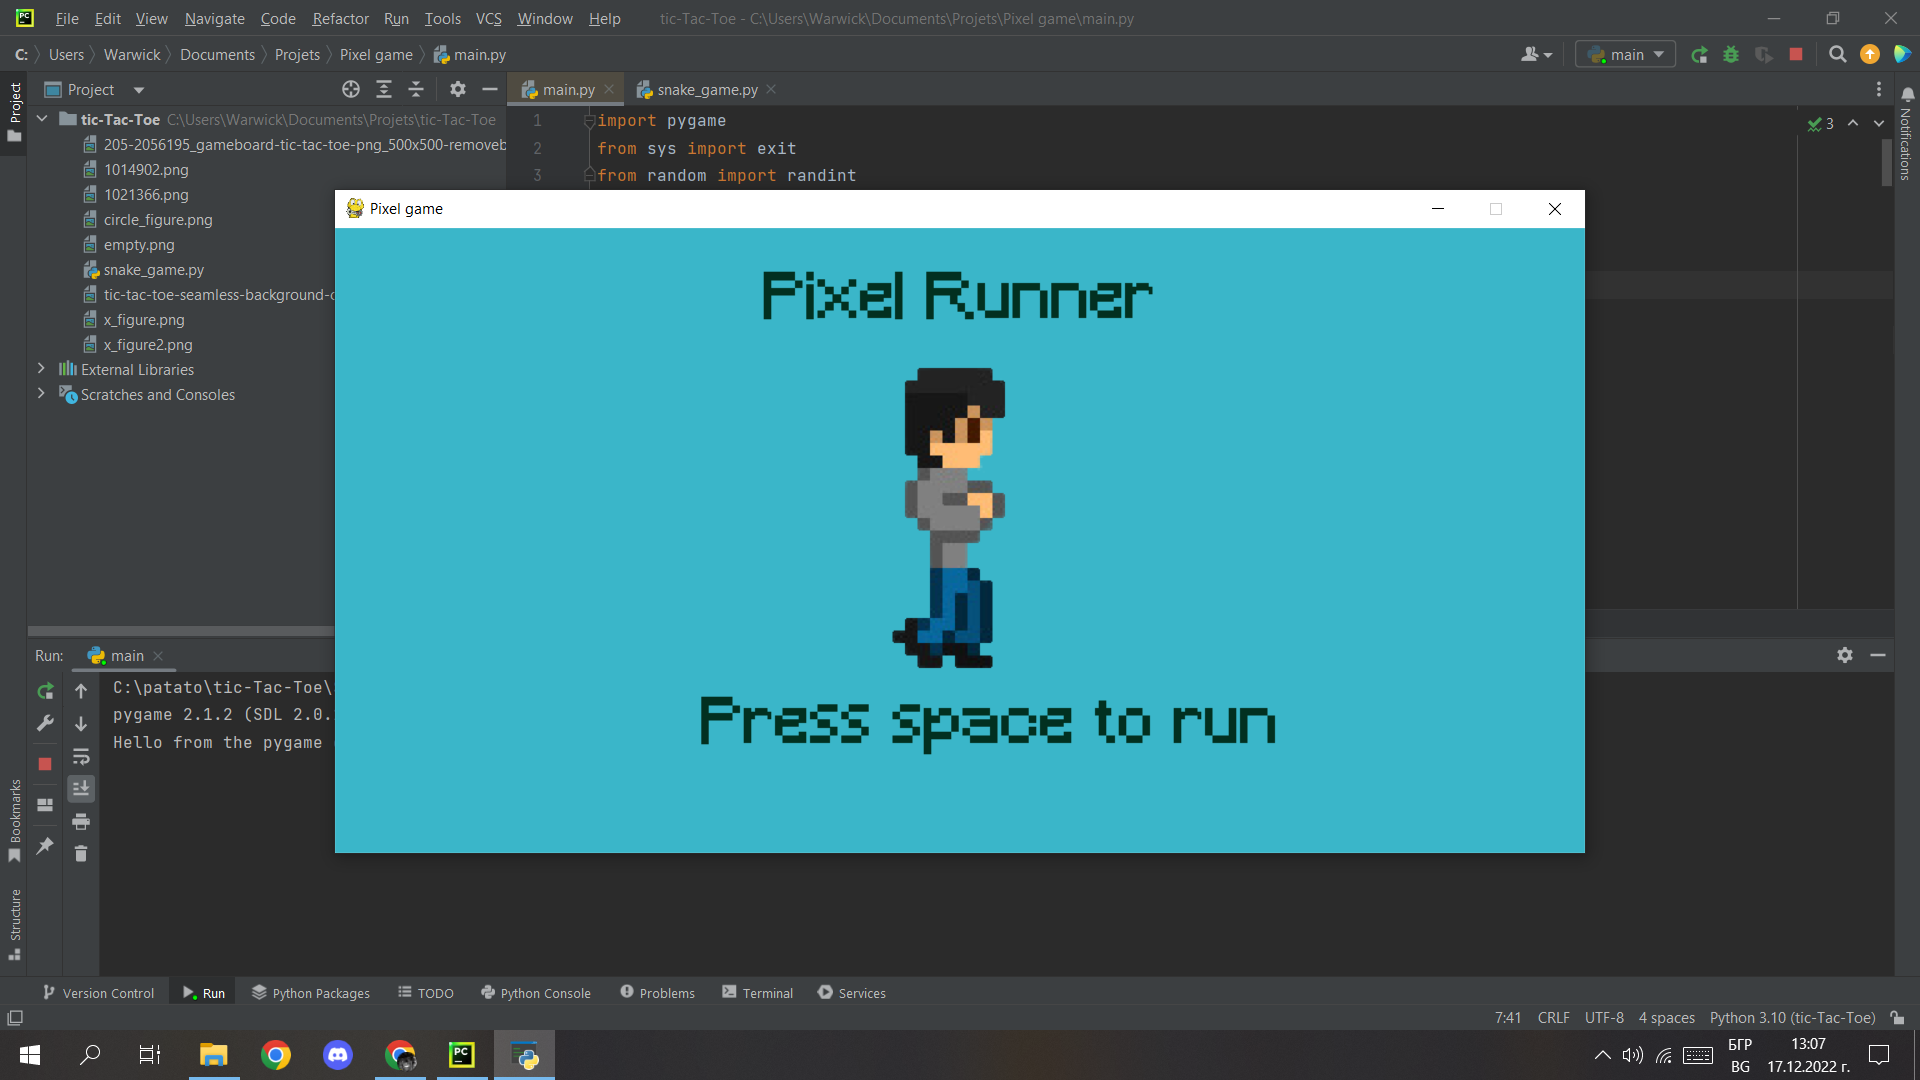 File Edit View Navigate Code Refactor Run Tools VCS Window Help tic-Tac-Toe - C:\Users\Warwick\Documents\Projets\Pixel game\main.py
C: Users Warwick Documents Projets Pixel game main.py
main
Project
main.py
snake_game.py
Project
tic-Tac-Toe C:\Users\Warwick\Documents\Projets\tic-Tac-Toe
205-2056195_gameboard-tic-tac-toe-png_500x500-removeb
1014902.png
1021366.png
circle_figure.png
empty.png
snake_game.py
tic-tac-toe-seamless-background-
x_figure.png
x_figure2.png
External Libraries
Scratches and Consoles
1 import pygame
2 from sys import exit
3 from random import randint
3
Notifications
Pixel game
Pixel Runner
Press space to run
Run: main
C:\patato\tic-Tac-Toe\
pygame 2.1.2 (SDL 2.0.
Hello from the pygame
Bookmarks
Structure
Version Control Run Python Packages TODO Python Console Problems Terminal Services
7:41 CRLF UTF-8 4 spaces Python 3.10 (tic-Tac-Toe)
PC
БГР
BG
13:07
17.12.2022 г.